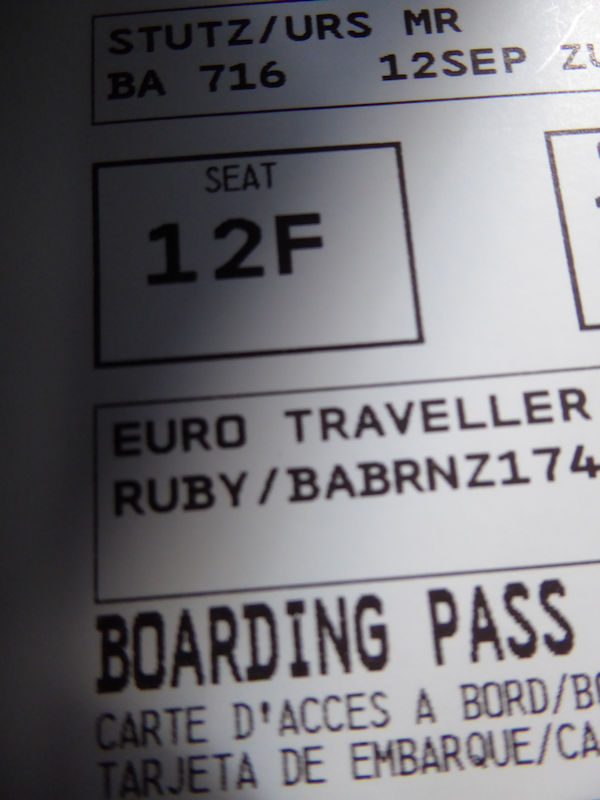 STUTZ/URS MR
BA 716 12SEP
SEAT
12F
EURO TRAVELLER
RUBY/BABRNZ174
BOARDING PASS
CARTE D'ACCES A BORD/
TARJETA DE EMBARQUE/